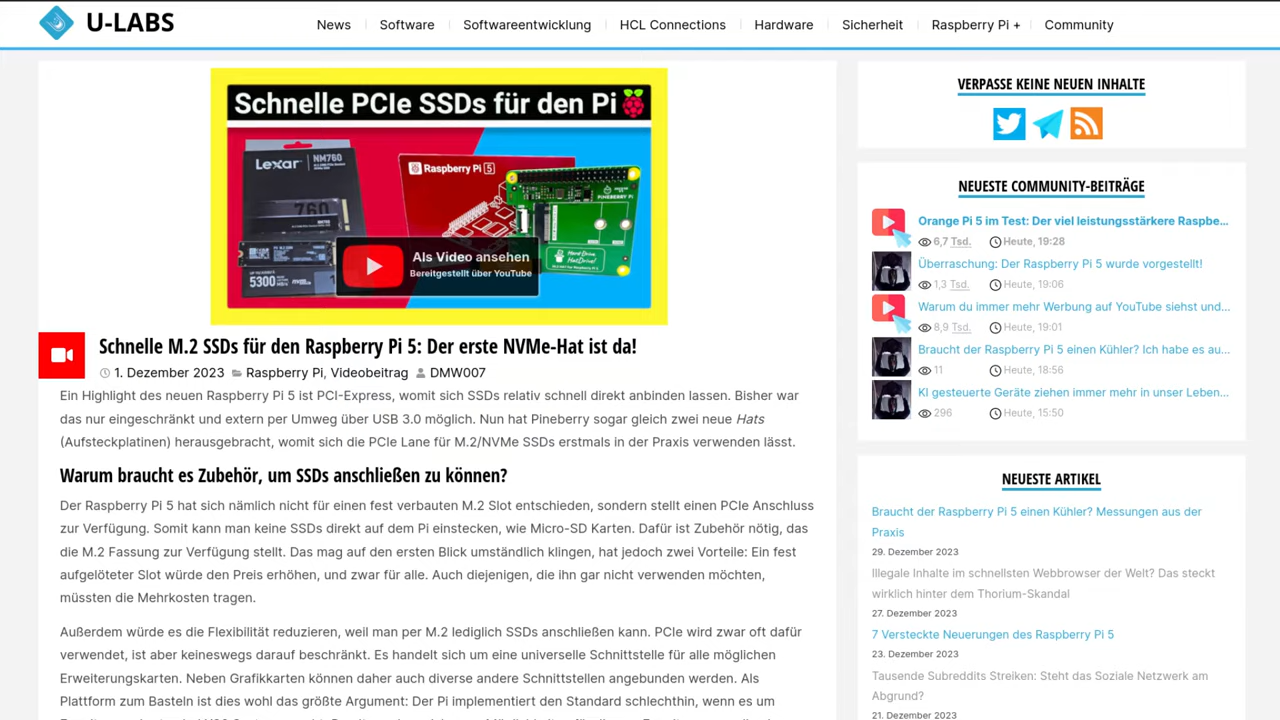 U-LABS
News
Software
Softwareentwicklung
HCL Connections
Hardware
Sicherheit
Raspberry Pi +
Community
Schnelle PCIe SSDs für den Pi
Lexar NM760
760
5300
Raspberry Pi 5
PINEBERRY Pi
Als Video ansehen
Bereitgestellt über YouTube
Schnelle M.2 SSDs für den Raspberry Pi 5: Der erste NVMe-Hat ist da!
1. Dezember 2023 Raspberry Pi, Videobeitrag DMW007
Ein Highlight des neuen Raspberry Pi 5 ist PCI-Express, womit sich SSDs relativ schnell direkt anbinden lassen. Bisher war
das nur eingeschränkt und extern per Umweg über USB 3.0 möglich. Nun hat Pineberry sogar gleich zwei neue Hats
(Aufsteckplatinen) herausgebracht, womit sich die PCIe Lane für M.2/NVMe SSDs erstmals in der Praxis verwenden lässt.
Warum braucht es Zubehör, um SSDs anschließen zu können?
Der Raspberry Pi 5 hat sich nämlich nicht für einen fest verbauten M.2 Slot entschieden, sondern stellt einen PCIe Anschluss
zur Verfügung. Somit kann man keine SSDs direkt auf dem Pi einstecken, wie Micro-SD Karten. Dafür ist Zubehör nötig, das
die M.2 Fassung zur Verfügung stellt. Das mag auf den ersten Blick umständlich klingen, hat jedoch zwei Vorteile: Ein fest
aufgelöteter Slot würde den Preis erhöhen, und zwar für alle. Auch diejenigen, die ihn gar nicht verwenden möchten,
müssten die Mehrkosten tragen.
Außerdem würde es die Flexibilität reduzieren, weil man per M.2 lediglich SSDs anschließen kann. PCIe wird zwar oft dafür
verwendet, ist aber keineswegs darauf beschränkt. Es handelt sich um eine universelle Schnittstelle für alle möglichen
Erweiterungskarten. Neben Grafikkarten können daher auch diverse andere Schnittstellen angebunden werden. Als
Plattform zum Basteln ist dies wohl das größte Argument: Der Pi implementiert den Standard schlechthin, wenn es um
VERPASSE KEINE NEUEN INHALTE
NEUESTE COMMUNITY-BEITRÄGE
Orange Pi 5 im Test: Der viel leistungsstärkere Raspbe...
6,7 Tsd. Heute, 19:28
Überraschung: Der Raspberry Pi 5 wurde vorgestellt!
1,3 Tsd. Heute, 19:06
Warum du immer mehr Werbung auf YouTube siehst und...
8,9 Tsd. Heute, 19:01
Braucht der Raspberry Pi 5 einen Kühler? Ich habe es au...
11 Heute, 18:56
KI gesteuerte Geräte ziehen immer mehr in unser Leben...
296 Heute, 15:50
NEUESTE ARTIKEL
Braucht der Raspberry Pi 5 einen Kühler? Messungen aus der
Praxis
29. Dezember 2023
Illegale Inhalte im schnellsten Webbrowser der Welt? Das steckt
wirklich hinter dem Thorium-Skandal
27. Dezember 2023
7 Versteckte Neuerungen des Raspberry Pi 5
23. Dezember 2023
Tausende Subreddits Streiken: Steht das Soziale Netzwerk am
Abgrund?
21. Dezember 2023